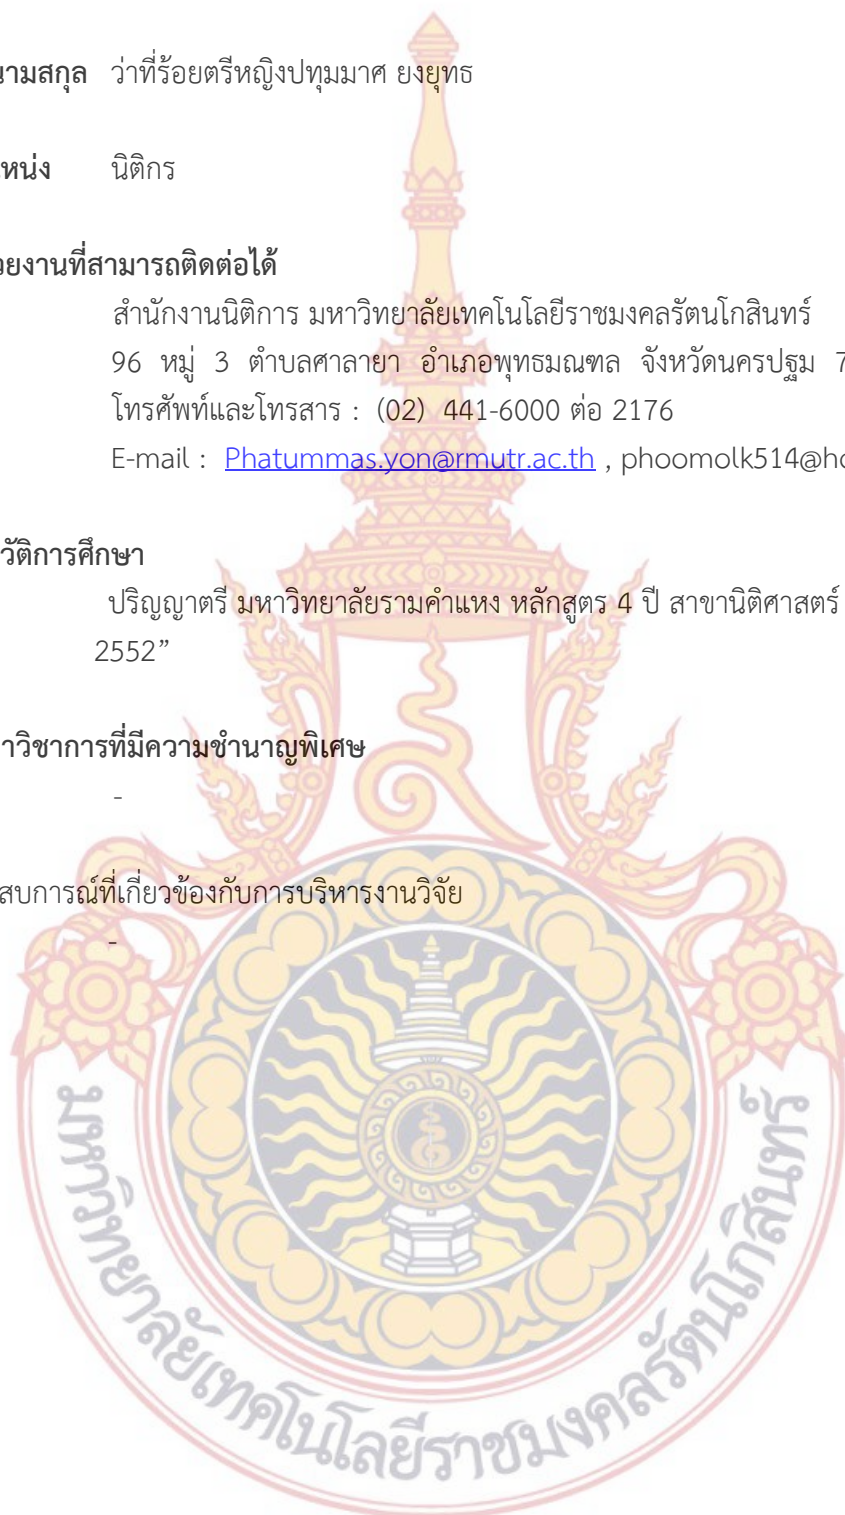 นามสกุล ว่าที่ร้อยตรีหญิงปทุมมาศ ยงยุทธ
แหน่ง นิติกร
วยงานที่สามารถติดต่อได้
สำนักงานนิติการ มหาวิทยาลัยเทคโนโลยีราชมงคลรัตนโกสินทร์
96 หมู่ 3 ตำบลศาลายา อำเภอพุทธมณฑล จังหวัดนครปฐม 7
โทรศัพท์และโทรสาร : (02) 441-6000 ต่อ 2176
E-mail : Phatummas.yon@rmutr.ac.th , phoomolk514@ho
วัติการศึกษา
ปริญญาตรี มหาวิทยาลัยรามคำแหง หลักสูตร 4 ปี สาขานิติศาสตร์
2552”
าวิชาการที่มีความชำนาญพิเศษ
-
สบการณ์ที่เกี่ยวข้องกับการบริหารงานวิจัย
-
มหาวิทยาลัยเทคโนโลยีราชมงคลรัตนโกสินทร์